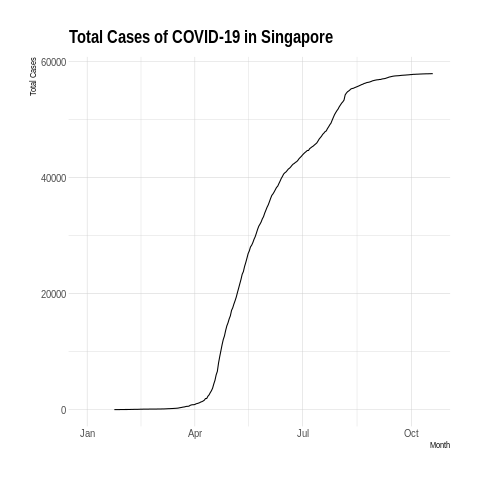 Total Cases of COVID-19 in Singapore
Total Cases
60000
40000
20000
0
Jan Apr Jul Oct
Month